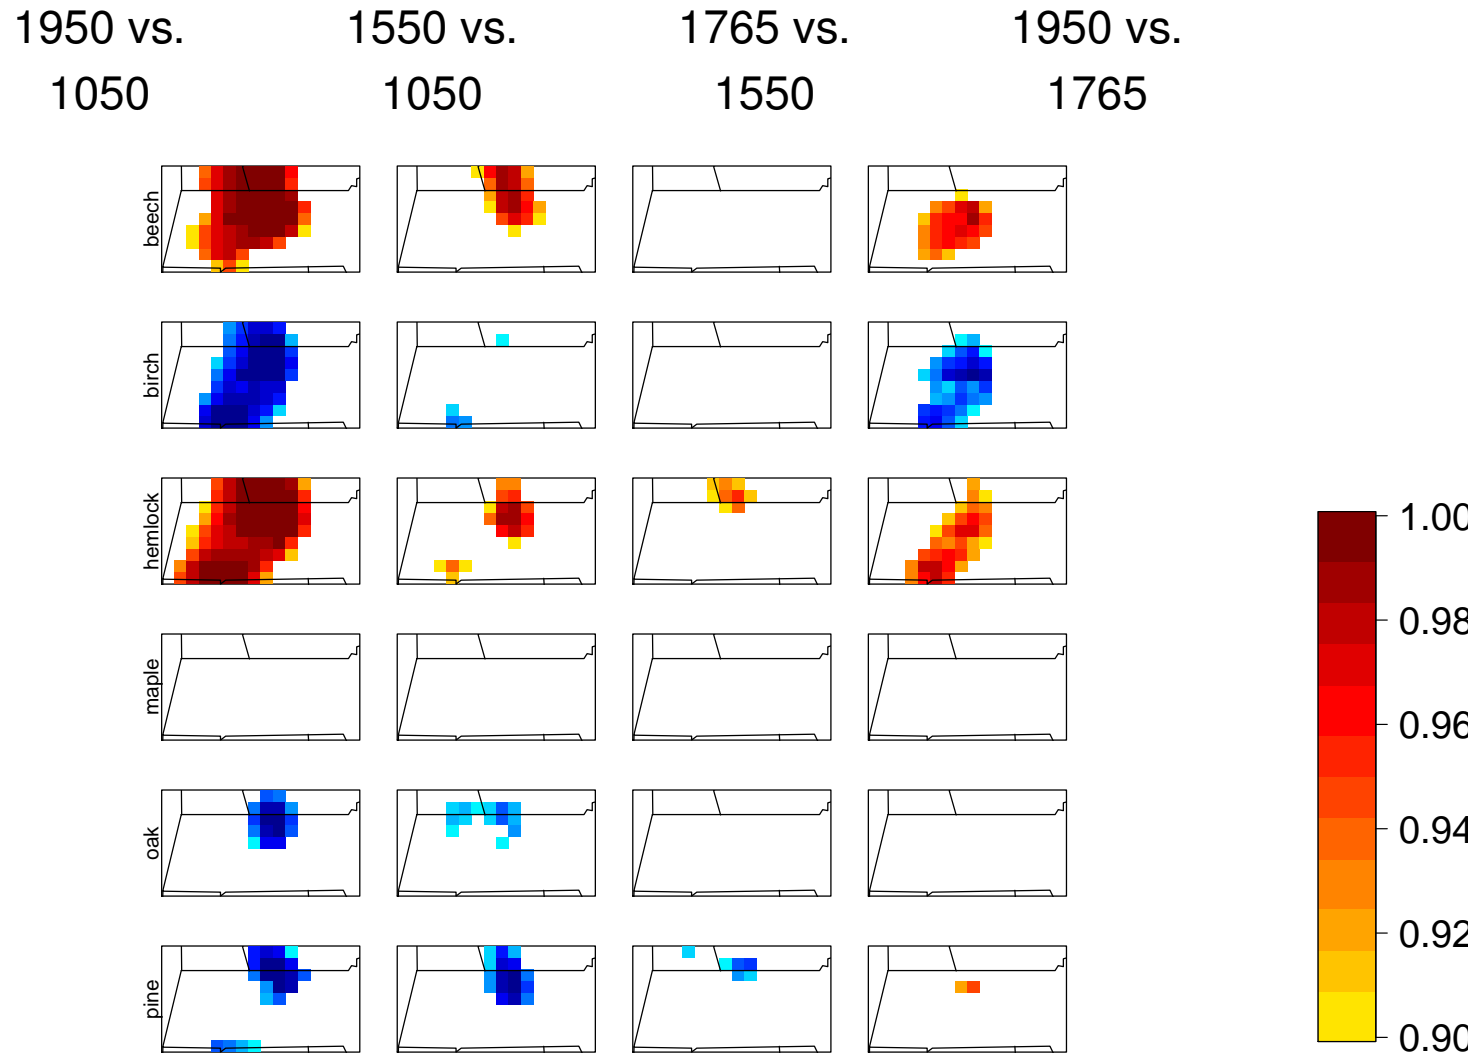 1950 vs. 1550 vs. 1765 vs. 1950 vs.
1050 1050 1550 1765
beech
birch
hemlock
maple
oak
pine
1.00
0.98
0.96
0.94
0.92
0.90